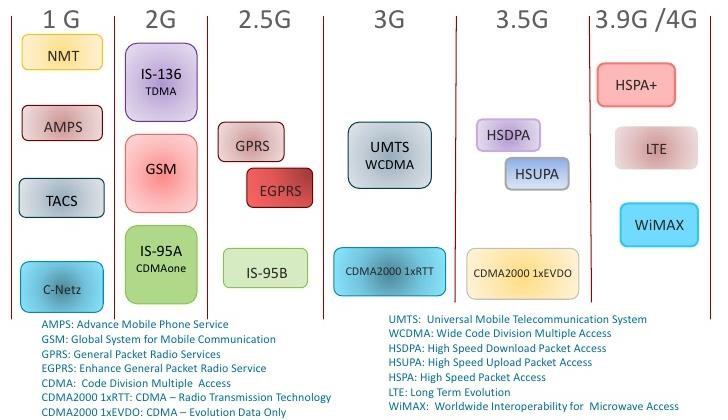 1 G
2G
2.5G
3G
3.5G
3.9G /4G
NMT
AMPS
TACS
C-Netz
IS-136
TDMA
GSM
IS-95A
CDMAone
GPRS
EGPRS
IS-95B
UMTS
WCDMA
CDMA2000 1xRTT
HSDPA
HSUPA
CDMA2000 1xEVDO
HSPA+
LTE
WiMAX
AMPS: Advance Mobile Phone Service
GSM: Global System for Mobile Communication
GPRS: General Packet Radio Services
EGPRS: Enhance General Packet Radio Service
CDMA: Code Division Multiple Access
CDMA2000 1xRTT: CDMA – Radio Transmission Technology
CDMA2000 1xEVDO: CDMA – Evolution Data Only
UMTS: Universal Mobile Telecommunication System
WCDMA: Wide Code Division Multiple Access
HSDPA: High Speed Download Packet Access
HSUPA: High Speed Upload Packet Access
HSPA: High Speed Packet Access
LTE: Long Term Evolution
WiMAX: Worldwide Interoperability for Microwave Access